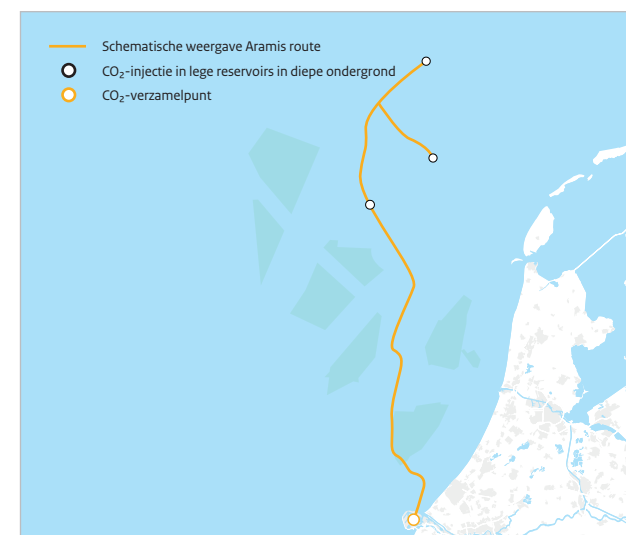 Schematische weergave Aramis route
CO₂-injectie in lege reservoirs in diepe ondergrond
CO₂-verzamelpunt